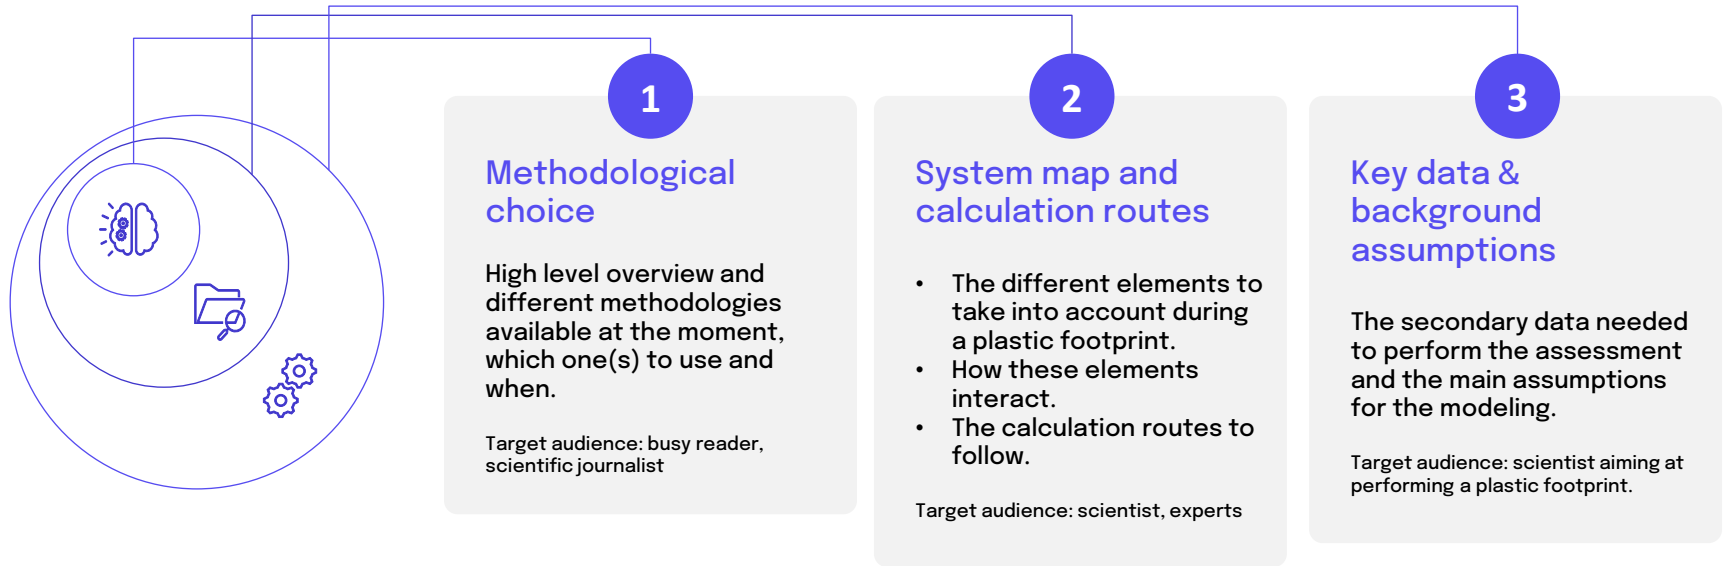 1
Methodological
choice
High level overview and
different methodologies
available at the moment,
which one(s) to use and
when.
Target audience: busy reader,
scientific journalist
2
System map and
calculation routes
• The different elements to
take into account during
a plastic footprint.
• How these elements
interact.
• The calculation routes to
follow.
Target audience: scientist, experts
3
Key data &
background
assumptions
The secondary data needed
to perform the assessment
and the main assumptions
for the modeling.
Target audience: scientist aiming at
performing a plastic footprint.